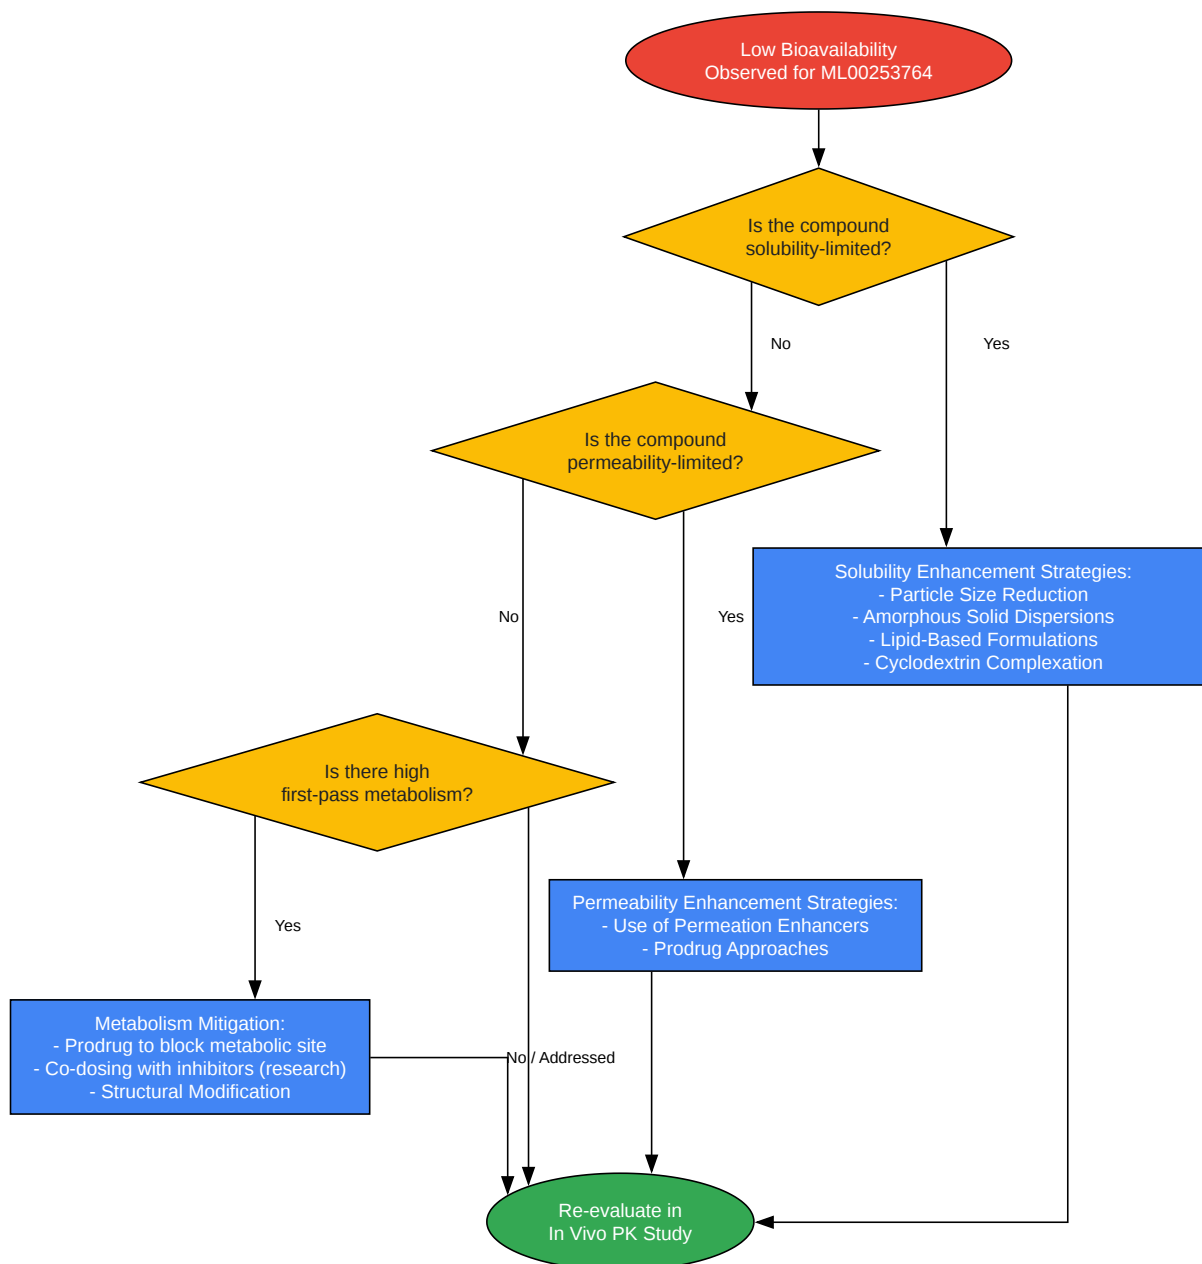 Low Bioavailability
Observed for ML00253764
Is the compound
solubility-limited?
No
Yes
Is the compound
permeability-limited?
Solubility Enhancement Strategies:
- Particle Size Reduction
- Amorphous Solid Dispersions
- Lipid-Based Formulations
- Cyclodextrin Complexation
No
Yes
Is there high
first-pass metabolism?
Permeability Enhancement Strategies:
- Use of Permeation Enhancers
- Prodrug Approaches
Yes
Metabolism Mitigation:
- Prodrug to block metabolic site
- Co-dosing with inhibitors (research)
- Structural Modification
No / Addressed
Re-evaluate in
In Vivo PK Study